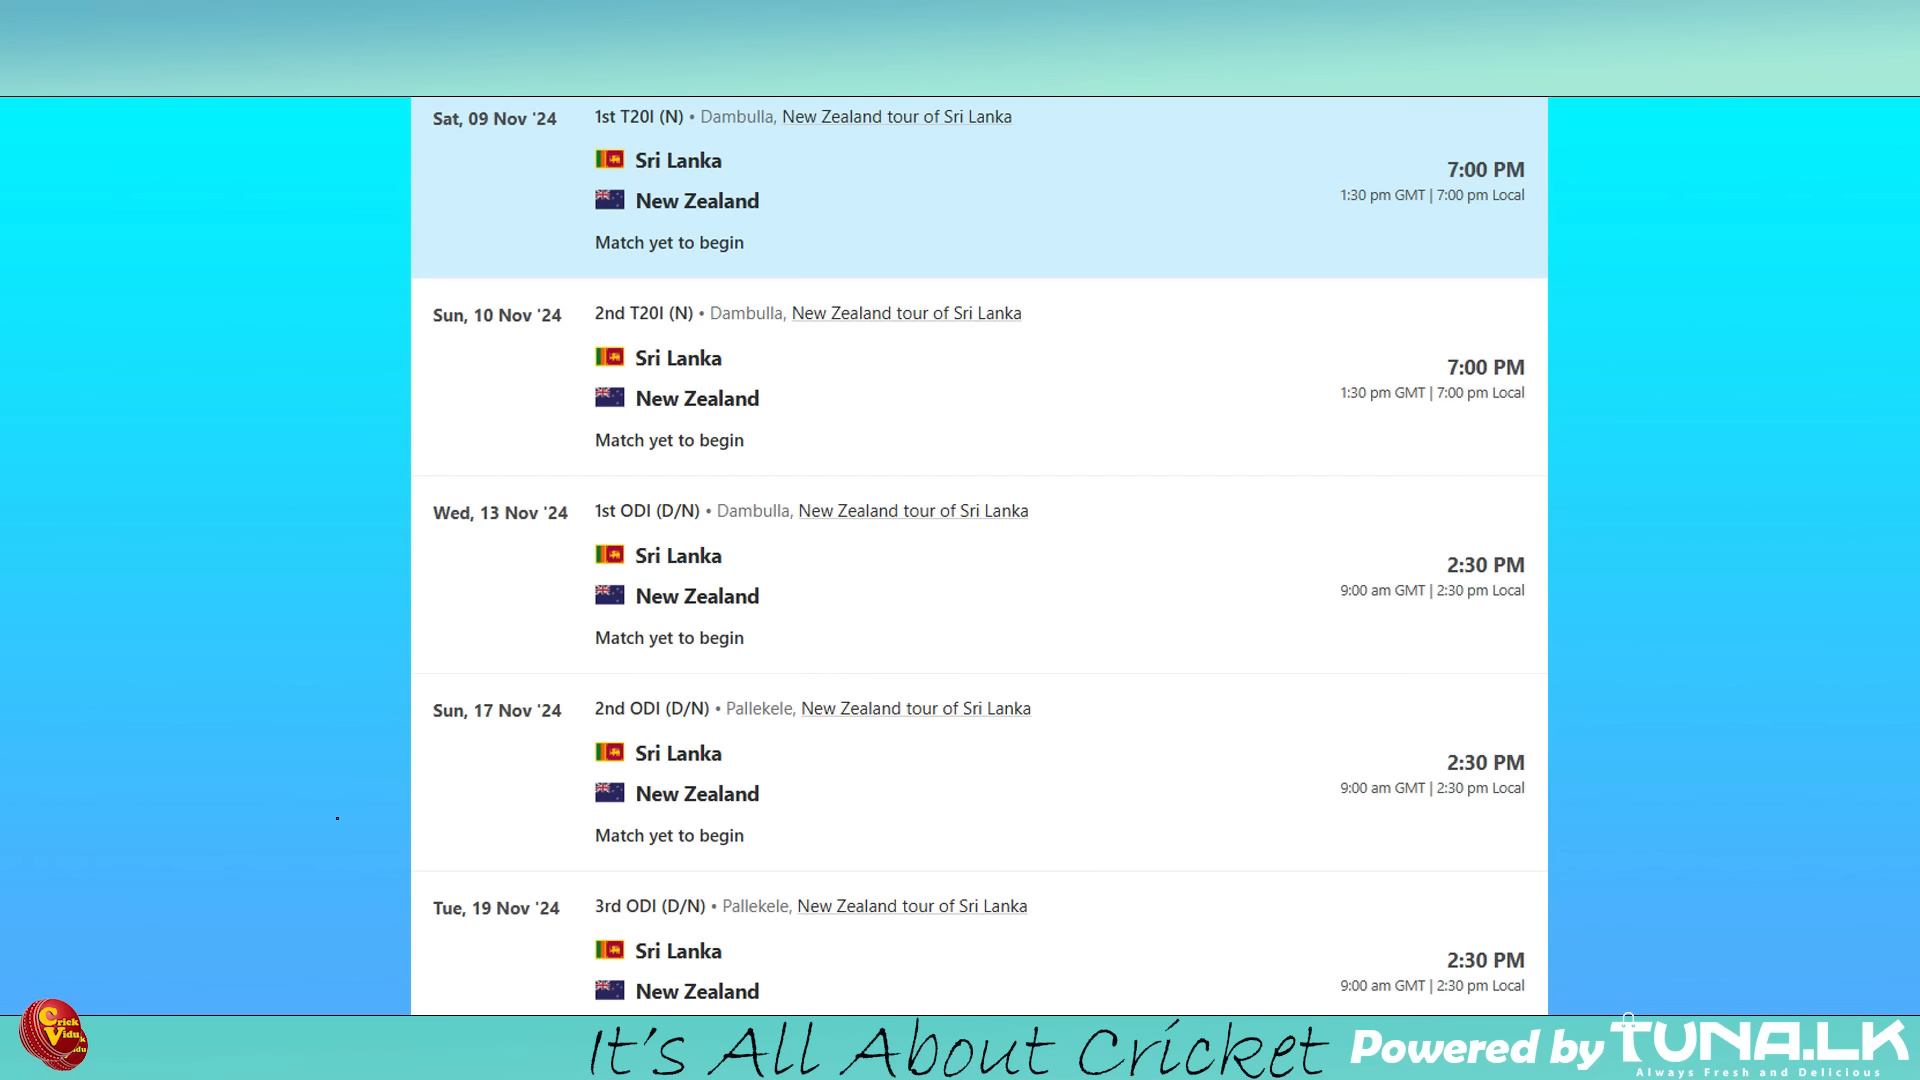 Sat, 09 Nov '24
1st T20I (N) • Dambulla, New Zealand tour of Sri Lanka
Sri Lanka
New Zealand
Match yet to begin
7:00 PM
1:30 pm GMT | 7:00 pm Local
Sun, 10 Nov '24
2nd T20I (N) • Dambulla, New Zealand tour of Sri Lanka
Sri Lanka
New Zealand
Match yet to begin
7:00 PM
1:30 pm GMT | 7:00 pm Local
Wed, 13 Nov '24
1st ODI (D/N) • Dambulla, New Zealand tour of Sri Lanka
Sri Lanka
New Zealand
Match yet to begin
2:30 PM
9:00 am GMT | 2:30 pm Local
Sun, 17 Nov '24
2nd ODI (D/N) • Pallekele, New Zealand tour of Sri Lanka
Sri Lanka
New Zealand
Match yet to begin
2:30 PM
9:00 am GMT | 2:30 pm Local
Tue, 19 Nov '24
3rd ODI (D/N) • Pallekele, New Zealand tour of Sri Lanka
Sri Lanka
New Zealand
2:30 PM
9:00 am GMT | 2:30 pm Local
Crick
Vidu
It's All About Cricket
Powered by TUNA.LK
Always Fresh and Delicious